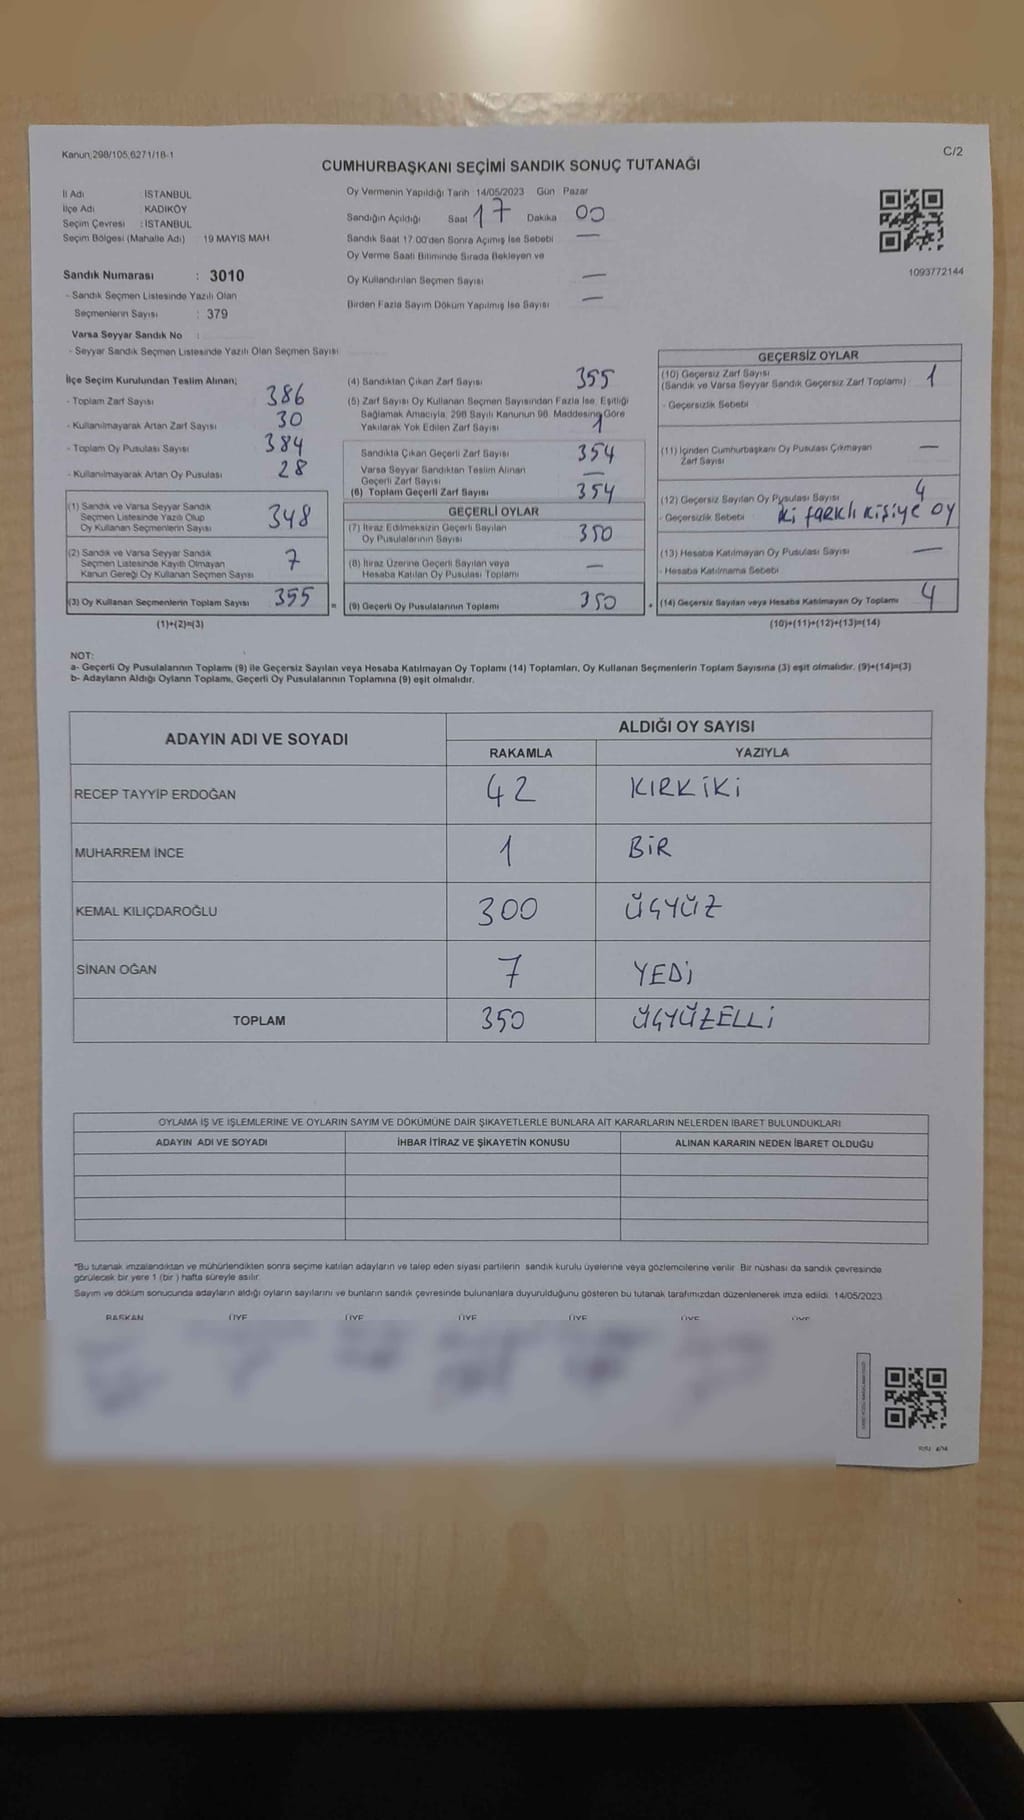 Kanun;298/105,6271/18-1
C/2
CUMHURBAŞKANI SEÇİMİ SANDIK SONUÇ TUTANAĞI
İl Adı İSTANBUL
İlçe Adı KADIKÖY
Seçim Çevresi : İSTANBUL
Seçim Bölgesi (Mahalle Adı) 19 MAYIS MAH
Sandık Numarası : 3010
- Sandık Seçmen Listesinde Yazılı Olan
Seçmenlerin Sayısı : 379
Varsa Seyyar Sandık No :
- Seyyar Sandık Seçmen Listesinde Yazılı Olan Seçmen Sayısı
Oy Vermenin Yapıldığı Tarih 14/05/2023 Gün Pazar
Sandığın Açıldığı Saat 17 Dakika 00
Sandık Saat 17.00'den Sonra Açımış İse Sebebi —
Oy Verme Saati Bitiminde Sırada Bekleyen ve
Oy Kullandırılan Seçmen Sayısı —
Birden Fazla Sayım Döküm Yapılmış İse Sayısı —
1093772144
İlçe Seçim Kurulundan Teslim Alınan;
- Toplam Zarf Sayısı 386
- Kullanılmayarak Artan Zarf Sayısı 30
- Toplam Oy Pusulası Sayısı 384
- Kullanılmayarak Artan Oy Pusulası 28
(1) Sandık ve Varsa Seyyar Sandık
Seçmen Listesinde Yazılı Olup
Oy Kullanan Seçmenlerin Sayısı 348
(2) Sandık ve Varsa Seyyar Sandık
Seçmen Listesinde Kayıtlı Olmayan
Kanun Gereği Oy Kullanan Seçmen Sayısı 7
(3) Oy Kullanan Seçmenlerin Toplam Sayısı 355 =
(1)+(2)=(3)
(4) Sandıktan Çıkan Zarf Sayısı 355
(5) Zarf Sayısı Oy Kullanan Seçmen Sayısından Fazla İse, Eşitliği
Sağlamak Amacıyla, 298 Sayılı Kanunun 98. Maddesine Göre
Yakılarak Yok Edilen Zarf Sayısı 1
Sandıkta Çıkan Geçerli Zarf Sayısı 354
Varsa Seyyar Sandıktan Teslim Alınan
Geçerli Zarf Sayısı —
(6) Toplam Geçerli Zarf Sayısı 354
GEÇERLİ OYLAR
(7) İtiraz Edilmeksizin Geçerli Sayılan
Oy Pusulalarının Sayısı 350
(8) İtiraz Üzerine Geçerli Sayılan veya
Hesaba Katılan Oy Pusulası Toplamı —
(9) Geçerli Oy Pusulalarının Toplamı 350 +
GEÇERSİZ OYLAR
(10) Geçersiz Zarf Sayısı 1
(Sandık ve Varsa Seyyar Sandık Geçersiz Zarf Toplamı)
- Geçersizlik Sebebi
(11) İçinden Cumhurbaşkanı Oy Pusulası Çıkmayan —
Zarf Sayısı
(12) Geçersiz Sayılan Oy Pusulası Sayısı 4
- Geçersizlik Sebebi iki farklı kişiye oy
(13) Hesaba Katılmayan Oy Pusulası Sayısı —
- Hesaba Katılmama Sebebi
(14) Geçersiz Sayılan veya Hesaba Katılmayan Oy Toplamı 4
(10)+(11)+(12)+(13)=(14)
NOT:
a- Geçerli Oy Pusulalarının Toplamı (9) ile Geçersiz Sayılan veya Hesaba Katılmayan Oy Toplamı (14) Toplamları, Oy Kullanan Seçmenlerin Toplam Sayısına (3) eşit olmalıdır. (9)+(14)=(3)
b- Adayların Aldığı Oyların Toplamı, Geçerli Oy Pusulalarının Toplamına (9) eşit olmalıdır.
ADAYIN ADI VE SOYADI
ALDIĞI OY SAYISI
RAKAMLA YAZIYLA
RECEP TAYYİP ERDOĞAN 42 KIRKİKİ
MUHARREM İNCE 1 BİR
KEMAL KILIÇDAROĞLU 300 ÜÇYÜZ
SİNAN OĞAN 7 YEDİ
TOPLAM 350 ÜÇYÜZELLİ
OYLAMA İŞ VE İŞLEMLERİNE VE OYLARIN SAYIM VE DÖKÜMÜNE DAİR ŞİKAYETLERLE BUNLARA AİT KARARLARIN NELERDEN İBARET BULUNDUKLARI
ADAYIN ADI VE SOYADI İHBAR İTİRAZ VE ŞİKAYETİN KONUSU ALINAN KARARIN NEDEN İBARET OLDUĞU
*Bu tutanak imzalandıktan ve mühürlendikten sonra seçime katılan adayların ve talep eden siyasi partilerin sandık kurulu üyelerine veya gözlemcilerine verilir. Bir nüshası da sandık çevresinde
görülecek bir yere 1 (bir ) hafta süreyle asılır.
Sayım ve döküm sonucunda adayların aldığı oyların sayılarını ve bunların sandık çevresinde bulunanlara duyurulduğunu gösteren bu tutanak tarafımızdan düzenlenerek imza edildi. 14/05/2023
BAŞKAN ÜYE ÜYE ÜYE ÜYE ÜYE ÜYE